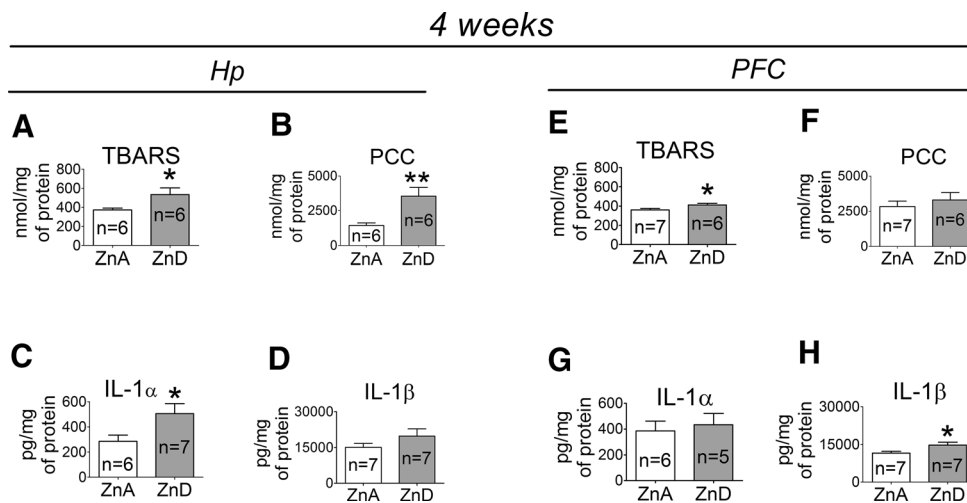 4 weeks
Hp
PFC
A
TBARS
nmol/mg
of protein
800
600
400
200
0
*
n=6
n=6
ZnA
ZnD
B
PCC
nmol/mg
of protein
5000
2500
0
**
n=6
n=6
ZnA
ZnD
E
TBARS
nmol/mg
of protein
800
600
400
200
0
*
n=7
n=6
ZnA
ZnD
F
PCC
nmol/mg
of protein
5000
2500
0
n=7
n=6
ZnA
ZnD
C
IL-1α
pg/mg
of protein
600
400
200
0
*
n=6
n=7
ZnA
ZnD
D
IL-1β
pg/mg
of protein
30000
15000
0
n=7
n=7
ZnA
ZnD
G
IL-1α
pg/mg
of protein
600
400
200
0
n=6
n=5
ZnA
ZnD
H
IL-1β
pg/mg
of protein
30000
15000
0
*
n=7
n=7
ZnA
ZnD